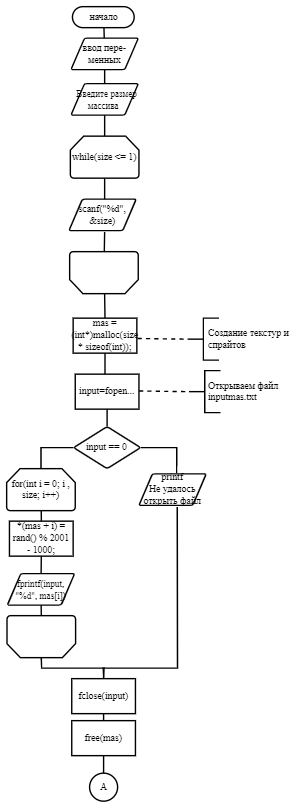 начало
ввод пере-
менных
Введите размер
массива
while(size <= 1)
scanf("%d",
&size)
mas =
(int*)malloc(size
* sizeof(int));
Создание текстур и
спрайтов
input=fopen...
Открываем файл
inputmas.txt
input == 0
for(int i = 0; i ,
size; i++)
printf
Не удалось
открыть файл
*(mas + i) =
rand() % 2001
- 1000;
fprintf(input,
"%d", mas[i])
fclose(input)
free(mas)
A